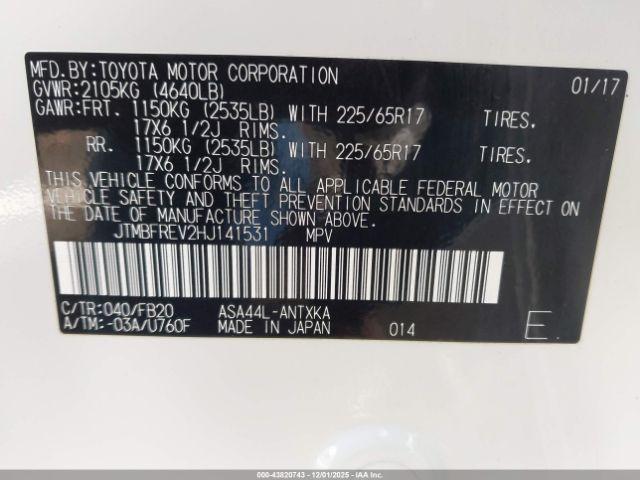 MFD.BY:TOYOTA MOTOR CORPORATION 01/17
GVWR:2105KG (4640LB)
GAWR:FRT. 1150KG (2535LB) WITH 225/65R17 TIRES.
17X6 1/2J RIMS.
RR. 1150KG (2535LB) WITH 225/65R17 TIRES.
17X6 1/2J RIMS.
THIS VEHICLE CONFORMS TO ALL APPLICABLE FEDERAL MOTOR
VEHICLE SAFETY AND THEFT PREVENTION STANDARDS IN EFFECT ON
THE DATE OF MANUFACTURE SHOWN ABOVE.
JTMBFREV2HJ141531 MPV
C/TR:040/FB20 ASA44L-ANTXKA
A/TM:-03A/U760F MADE IN JAPAN 014 E
000-43820743 - 12/01/2025 - IAAI.COM